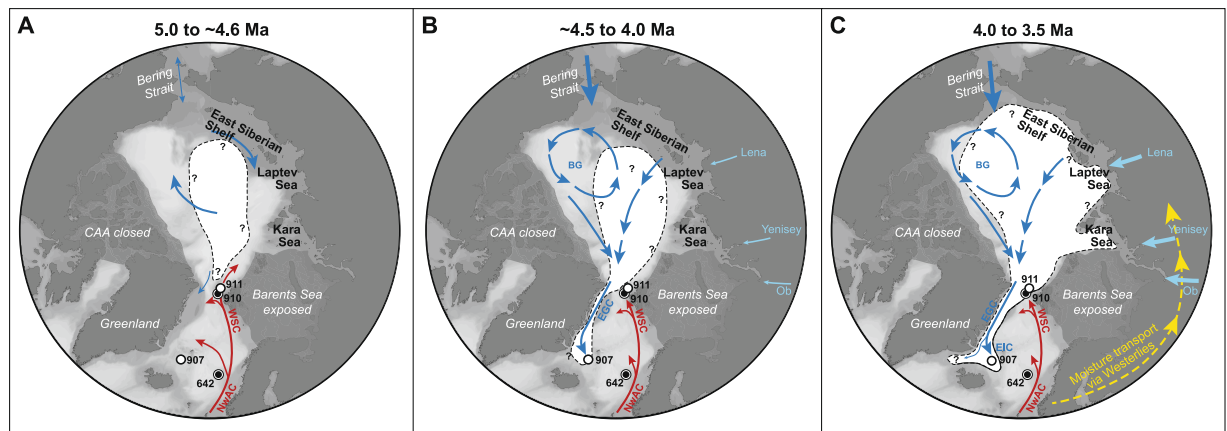 A
5.0 to ~4.6 Ma
Bering
Strait
?
East Siberian
Shelf
?
?
Laptev
Sea
?
Kara
Sea
CAA closed
?
911
910
Barents Sea
exposed
Greenland
WSC
907
642
NwAC
B
~4.5 to 4.0 Ma
Bering
Strait
East Siberian
Shelf
?
Lena
BG
Laptev
Sea
?
?
Kara
Sea
Yenisey
CAA closed
?
911
910
Ob
Barents Sea
exposed
Greenland
EGC
WSC
?
907
642
NwAC
C
4.0 to 3.5 Ma
Bering
Strait
?
East Siberian
Shelf
?
?
Lena
BG
Laptev
Sea
?
?
Kara
Sea
Yenisey
CAA closed
911
910
Ob
Barents Sea
exposed
Greenland
EGC
WSC
EIC
?
907
642
NwAC
Moisture transport
via Westerlies